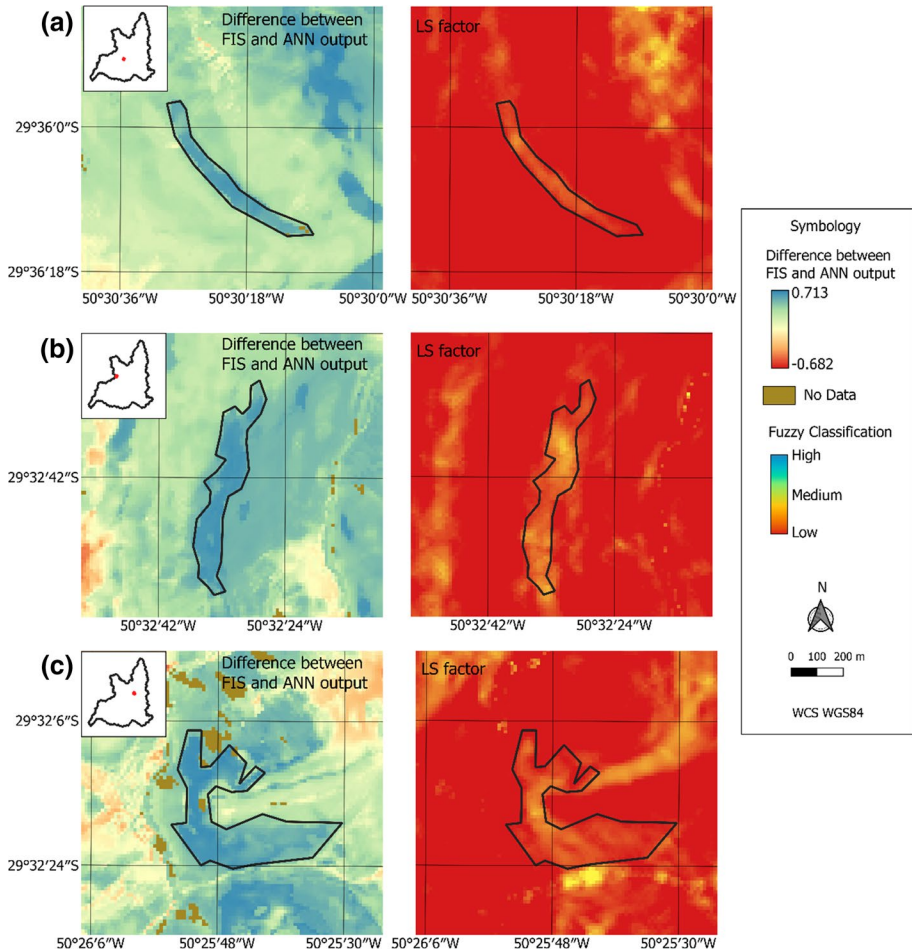 (a)
Difference between
FIS and ANN output
LS factor
29°36′0″S
29°36′18″S
50°30′36″W
50°30′18″W
50°30′0″W
50°30′36″W
50°30′18″W
50°30′0″W
(b)
Difference between
FIS and ANN output
LS factor
29°32′42″S
50°32′42″W
50°32′24″W
50°32′42″W
50°32′24″W
(c)
Difference between
FIS and ANN output
LS factor
29°32′6″S
29°32′24″S
50°26′6″W
50°25′48″W
50°25′30″W
50°26′6″W
50°25′48″W
50°25′30″W
Symbology
Difference between
FIS and ANN output
0.713
-0.682
No Data
Fuzzy Classification
High
Medium
Low
N
0 100 200 m
WCS WGS84